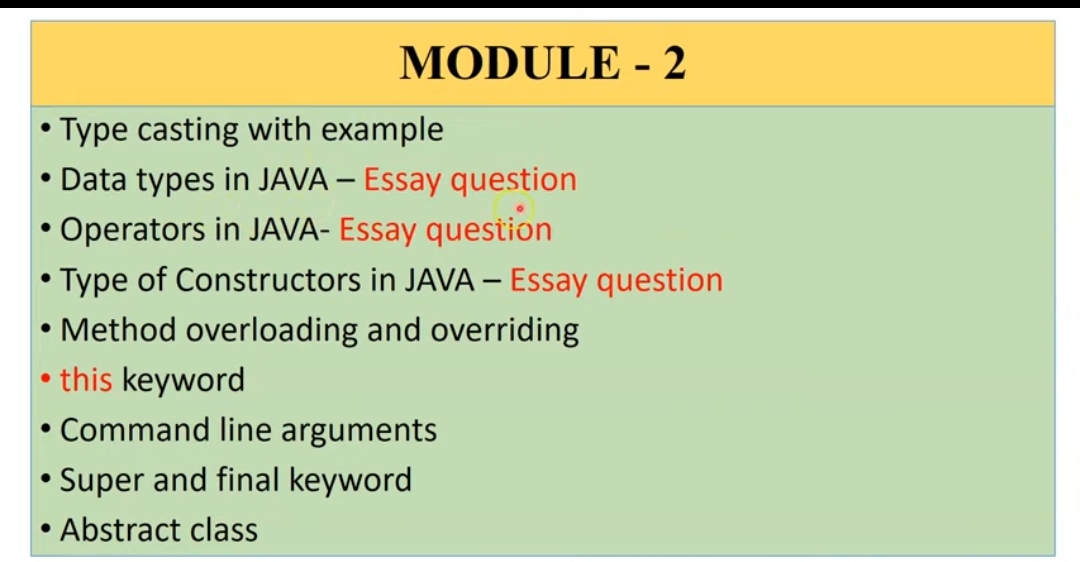 MODULE - 2
• Type casting with example
• Data types in JAVA – Essay question
• Operators in JAVA- Essay question
• Type of Constructors in JAVA – Essay question
• Method overloading and overriding
• this keyword
• Command line arguments
• Super and final keyword
• Abstract class